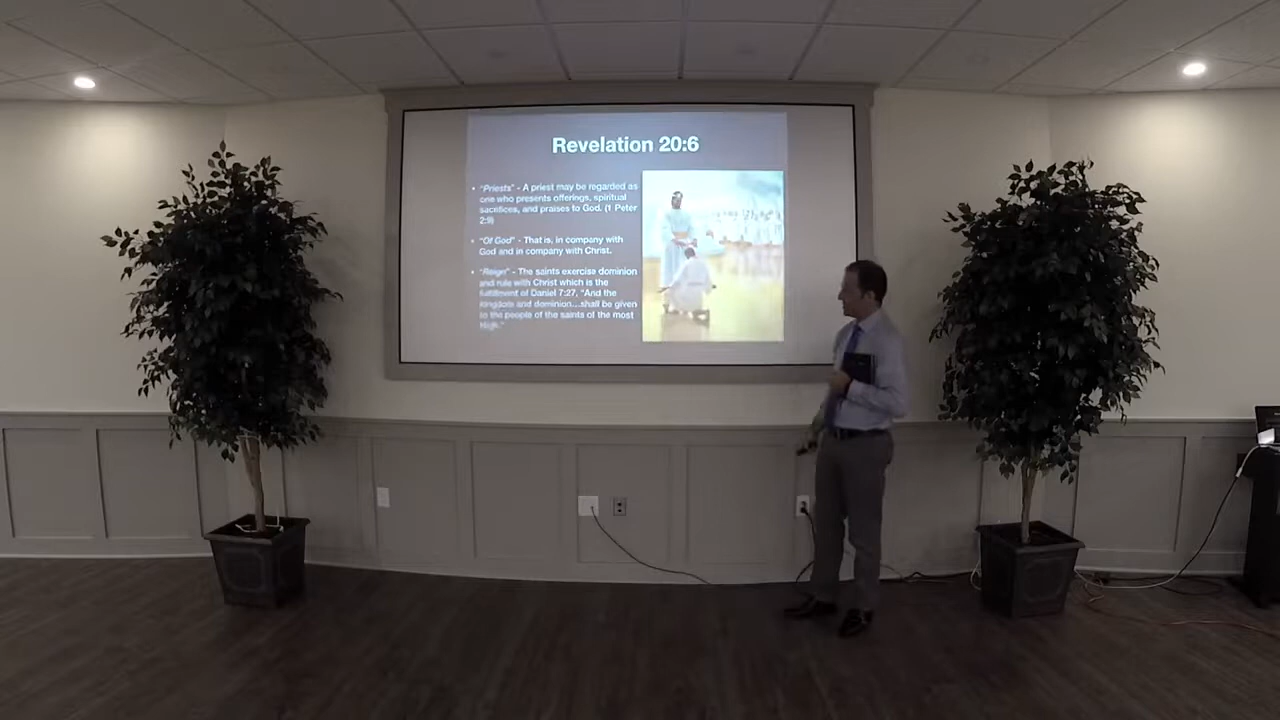 Revelation 20:6
• "Priests" - A priest may be regarded as
one who presents offerings, spiritual
sacrifices, and praises to God. (1 Peter
2:9)
• "Of God" - That is, in company with
God and in company with Christ.
• "Reign" - The saints exercise dominion
and rule with Christ which is the
fulfillment of Daniel 7:27, "And the
kingdom and dominion...shall be given
to the people of the saints of the most
High."